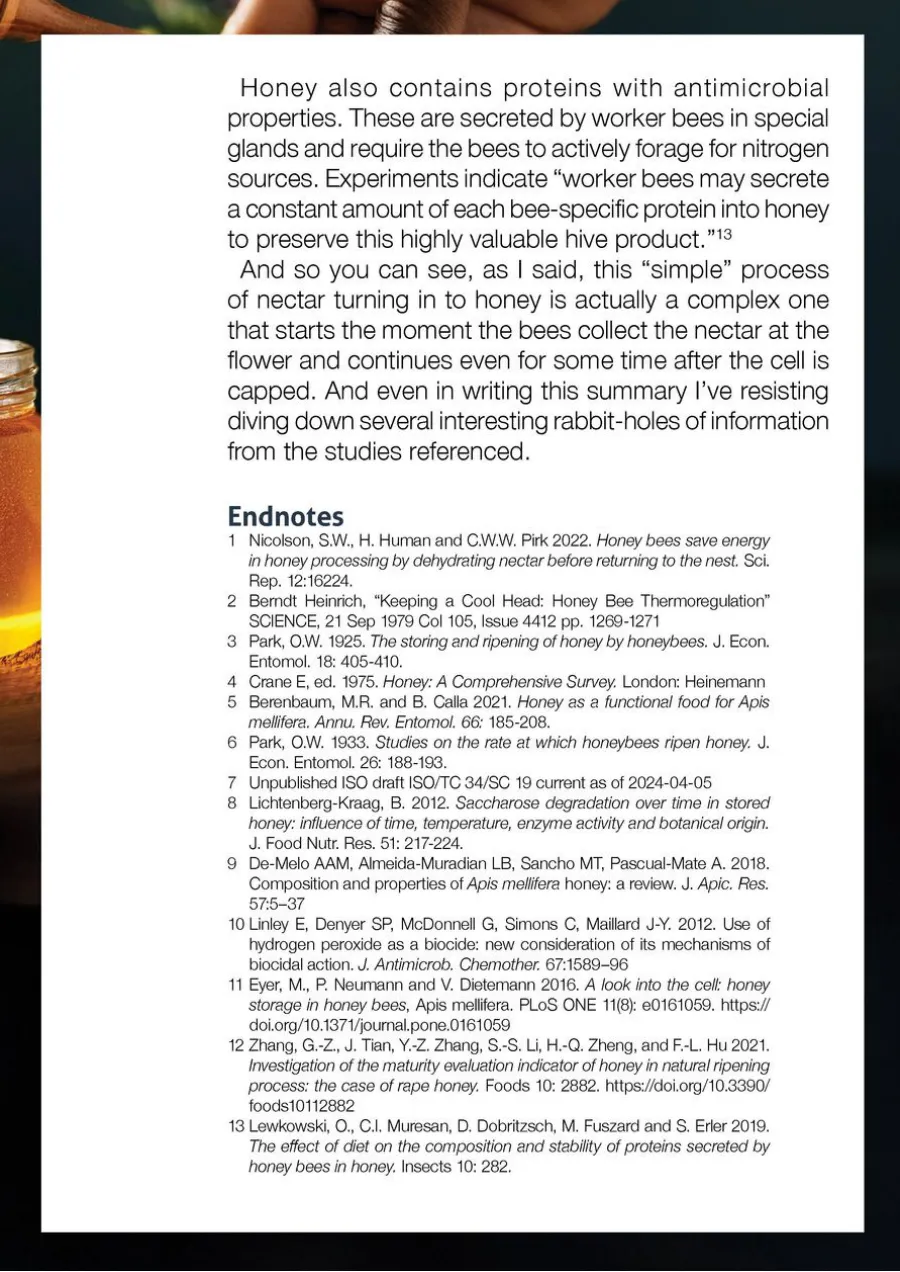 Honey also contains proteins with antimicrobial
properties. These are secreted by worker bees in special
glands and require the bees to actively forage for nitrogen
sources. Experiments indicate “worker bees may secrete
a constant amount of each bee-specific protein into honey
to preserve this highly valuable hive product.”13
And so you can see, as I said, this “simple” process
of nectar turning in to honey is actually a complex one
that starts the moment the bees collect the nectar at the
flower and continues even for some time after the cell is
capped. And even in writing this summary I’ve resisting
diving down several interesting rabbit-holes of information
from the studies referenced.
Endnotes
1 Nicolson, S.W., H. Human and C.W.W. Pirk 2022. Honey bees save energy
in honey processing by dehydrating nectar before returning to the nest. Sci.
Rep. 12:16224.
2 Berndt Heinrich, “Keeping a Cool Head: Honey Bee Thermoregulation”
SCIENCE, 21 Sep 1979 Col 105, Issue 4412 pp. 1269-1271
3 Park, O.W. 1925. The storing and ripening of honey by honeybees. J. Econ.
Entomol. 18: 405-410.
4 Crane E, ed. 1975. Honey: A Comprehensive Survey. London: Heinemann
5 Berenbaum, M.R. and B. Calla 2021. Honey as a functional food for Apis
mellifera. Annu. Rev. Entomol. 66: 185-208.
6 Park, O.W. 1933. Studies on the rate at which honeybees ripen honey. J.
Econ. Entomol. 26: 188-193.
7 Unpublished ISO draft ISO/TC 34/SC 19 current as of 2024-04-05
8 Lichtenberg-Kraag, B. 2012. Saccharose degradation over time in stored
honey: influence of time, temperature, enzyme activity and botanical origin.
J. Food Nutr. Res. 51: 217-224.
9 De-Melo AAM, Almeida-Muradian LB, Sancho MT, Pascual-Mate A. 2018.
Composition and properties of Apis mellifera honey: a review. J. Apic. Res.
57:5–37
10 Linley E, Denyer SP, McDonnell G, Simons C, Maillard J-Y. 2012. Use of
hydrogen peroxide as a biocide: new consideration of its mechanisms of
biocidal action. J. Antimicrob. Chemother. 67:1589–96
11 Eyer, M., P. Neumann and V. Dietemann 2016. A look into the cell: honey
storage in honey bees, Apis mellifera. PLoS ONE 11(8): e0161059. https://
doi.org/10.1371/journal.pone.0161059
12 Zhang, G.-Z., J. Tian, Y.-Z. Zhang, S.-S. Li, H.-Q. Zheng, and F.-L. Hu 2021.
Investigation of the maturity evaluation indicator of honey in natural ripening
process: the case of rape honey. Foods 10: 2882. https://doi.org/10.3390/
foods10112882
13 Lewkowski, O., C.I. Muresan, D. Dobritzsch, M. Fuszard and S. Erler 2019.
The effect of diet on the composition and stability of proteins secreted by
honey bees in honey. Insects 10: 282.